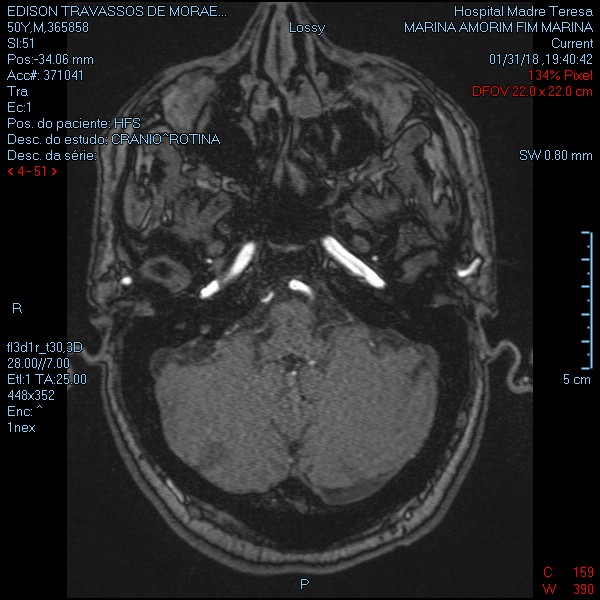 EDISON TRAVASSOS DE MORAE...
50Y,M,365858
Sl:51
Pos:-34.06 mm
Acc#: 371041
Tra
Ec:1
Pos. do paciente: HFS
Desc. do estudo: CRANIO^ROTINA
Desc. da série:
< 4 - 51 >
Lossy
Hospital Madre Teresa
MARINA AMORIM FIM MARINA
Current
01/31/18 ,19:40:42
134% Pixel
DFOV 22.0 x 22.0 cm
SW 0.80 mm
R
fl3d1r_t30,3D
28.00//7.00
Etl:1 TA:25.00
448x352
Enc: ^
1nex
5 cm
P
C 159
W 390